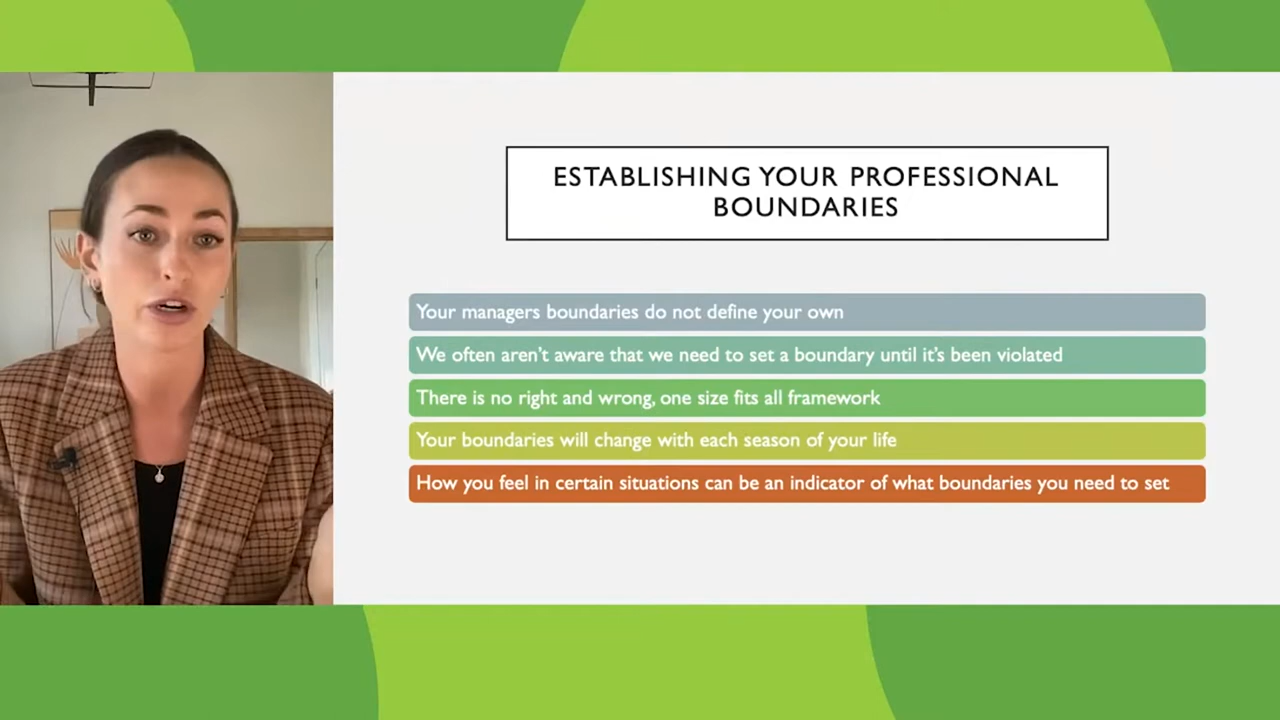 ESTABLISHING YOUR PROFESSIONAL
BOUNDARIES
Your managers boundaries do not define your own
We often aren't aware that we need to set a boundary until it's been violated
There is no right and wrong, one size fits all framework
Your boundaries will change with each season of your life
How you feel in certain situations can be an indicator of what boundaries you need to set